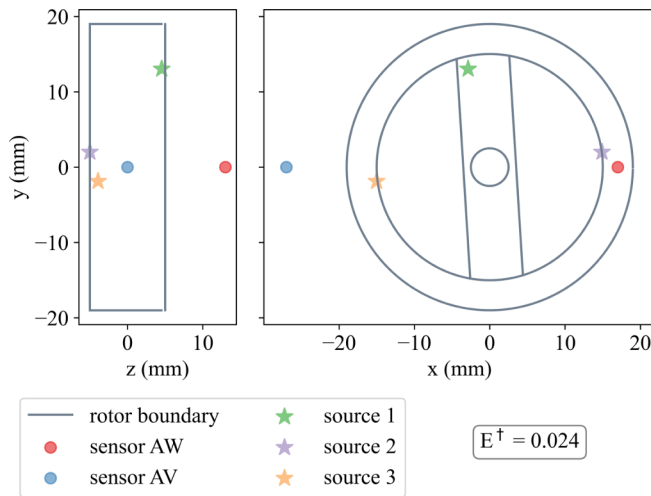 20
10
0
−10
−20
y (mm)
0
10
z (mm)
−20
−10
0
10
20
x (mm)
rotor boundary
sensor AW
sensor AV
source 1
source 2
source 3
E† = 0.024